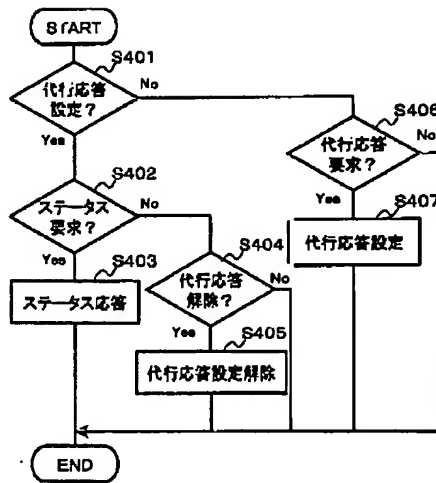 START
S401
代行応答
設定?
No
Yes
S406
代行応答
要求?
No
Yes
S402
ステータス
要求?
No
Yes
S407
代行応答設定
S403
ステータス応答
S404
代行応答
解除?
No
Yes
S405
代行応答設定解除
END